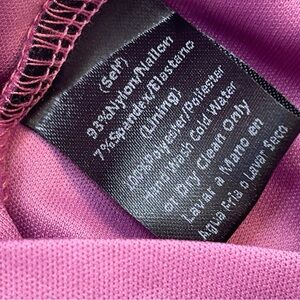 (Self)
93%Nylon/Nailon
7%Spandex/Elastano
(Lining)
100%Polyester/Poliester
Hand Wash Cold Water
or Dry Clean Only
Lavar a Mano en
Agua Fria o Lavar Seco